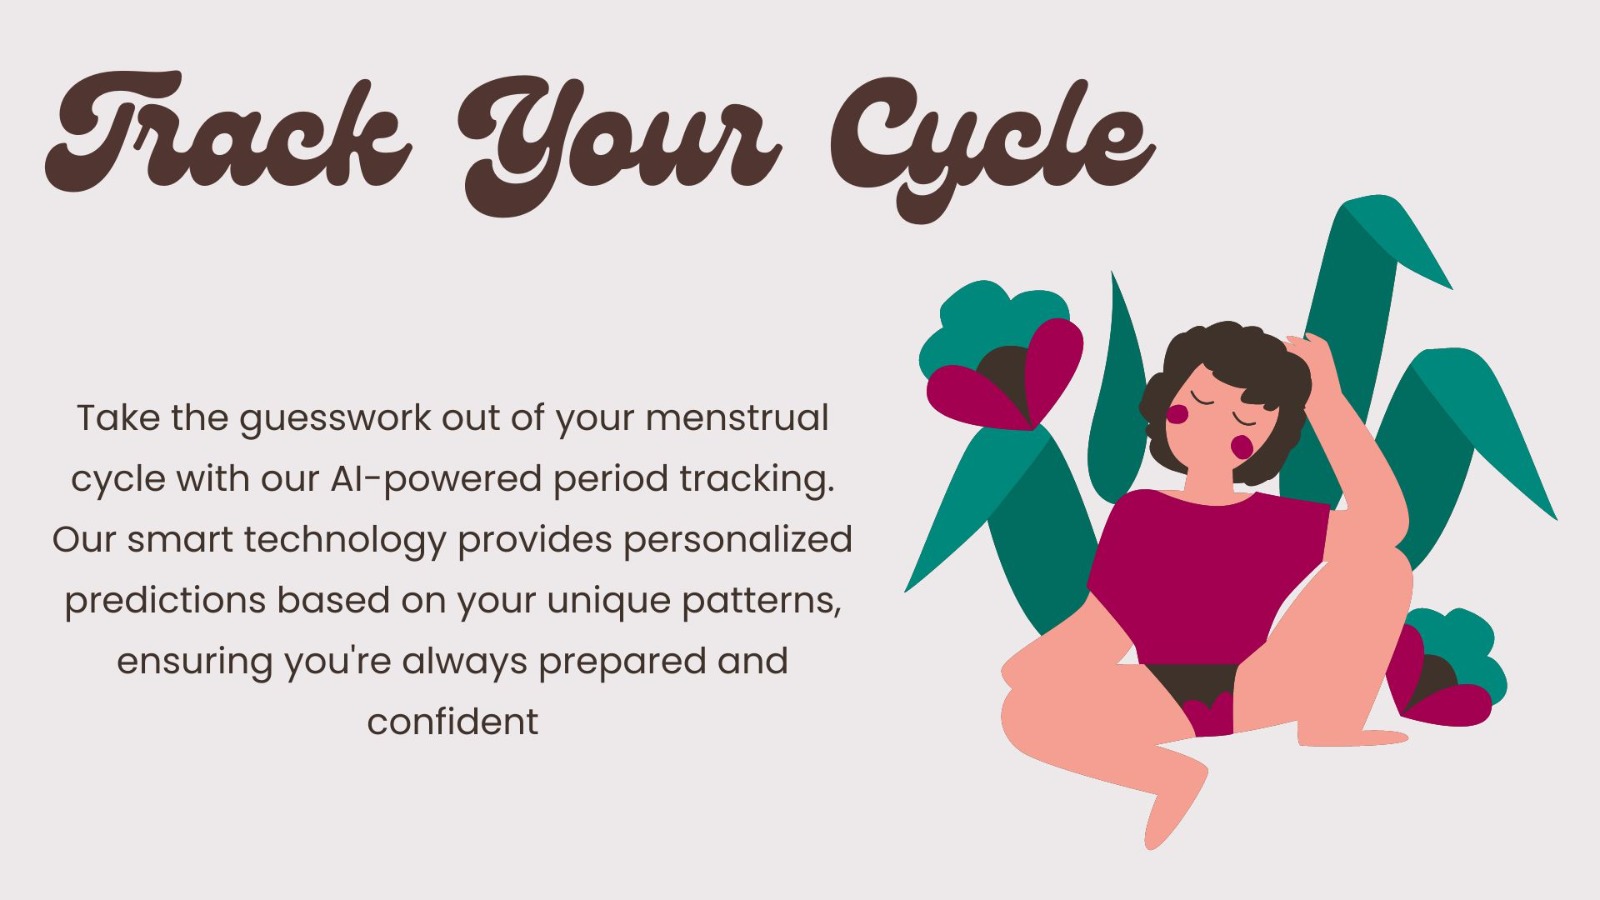 Track Your Cycle
Take the guesswork out of your menstrual
cycle with our AI-powered period tracking.
Our smart technology provides personalized
predictions based on your unique patterns,
ensuring you're always prepared and
confident